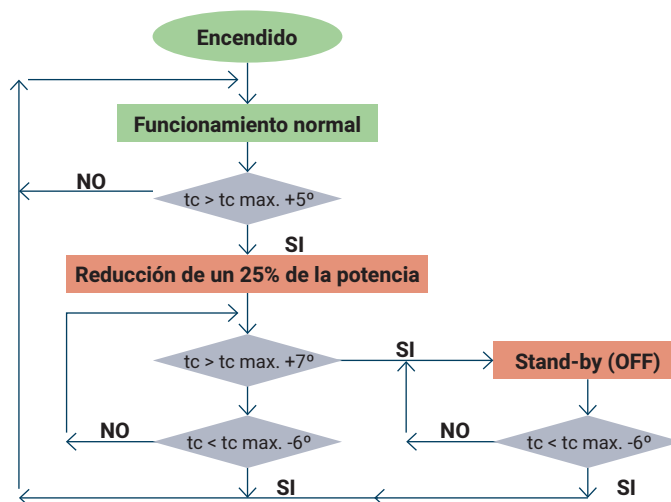 Encendido
Funcionamiento normal
NO
tc > tc max. +5º
SI
Reducción de un 25% de la potencia
tc > tc max. +7º
SI
Stand-by (OFF)
NO
tc < tc max. -6º
NO
tc < tc max. -6º
SI
SI